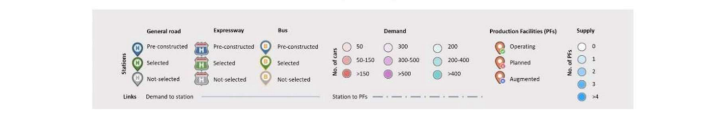 General road Expressway Bus Demand Production Facilities (PFs) Supply
Stations
H Pre-constructed H Pre-constructed B Pre-constructed No. of cars 50 300 200 Operating No. of PFs 0
H Selected H Selected B Selected 50-150 300-500 200-400 Planned 1
H Not-selected H Not-selected B Not-selected >150 >500 >400 Augmented 2
3
Links Demand to station Station to PFs >4